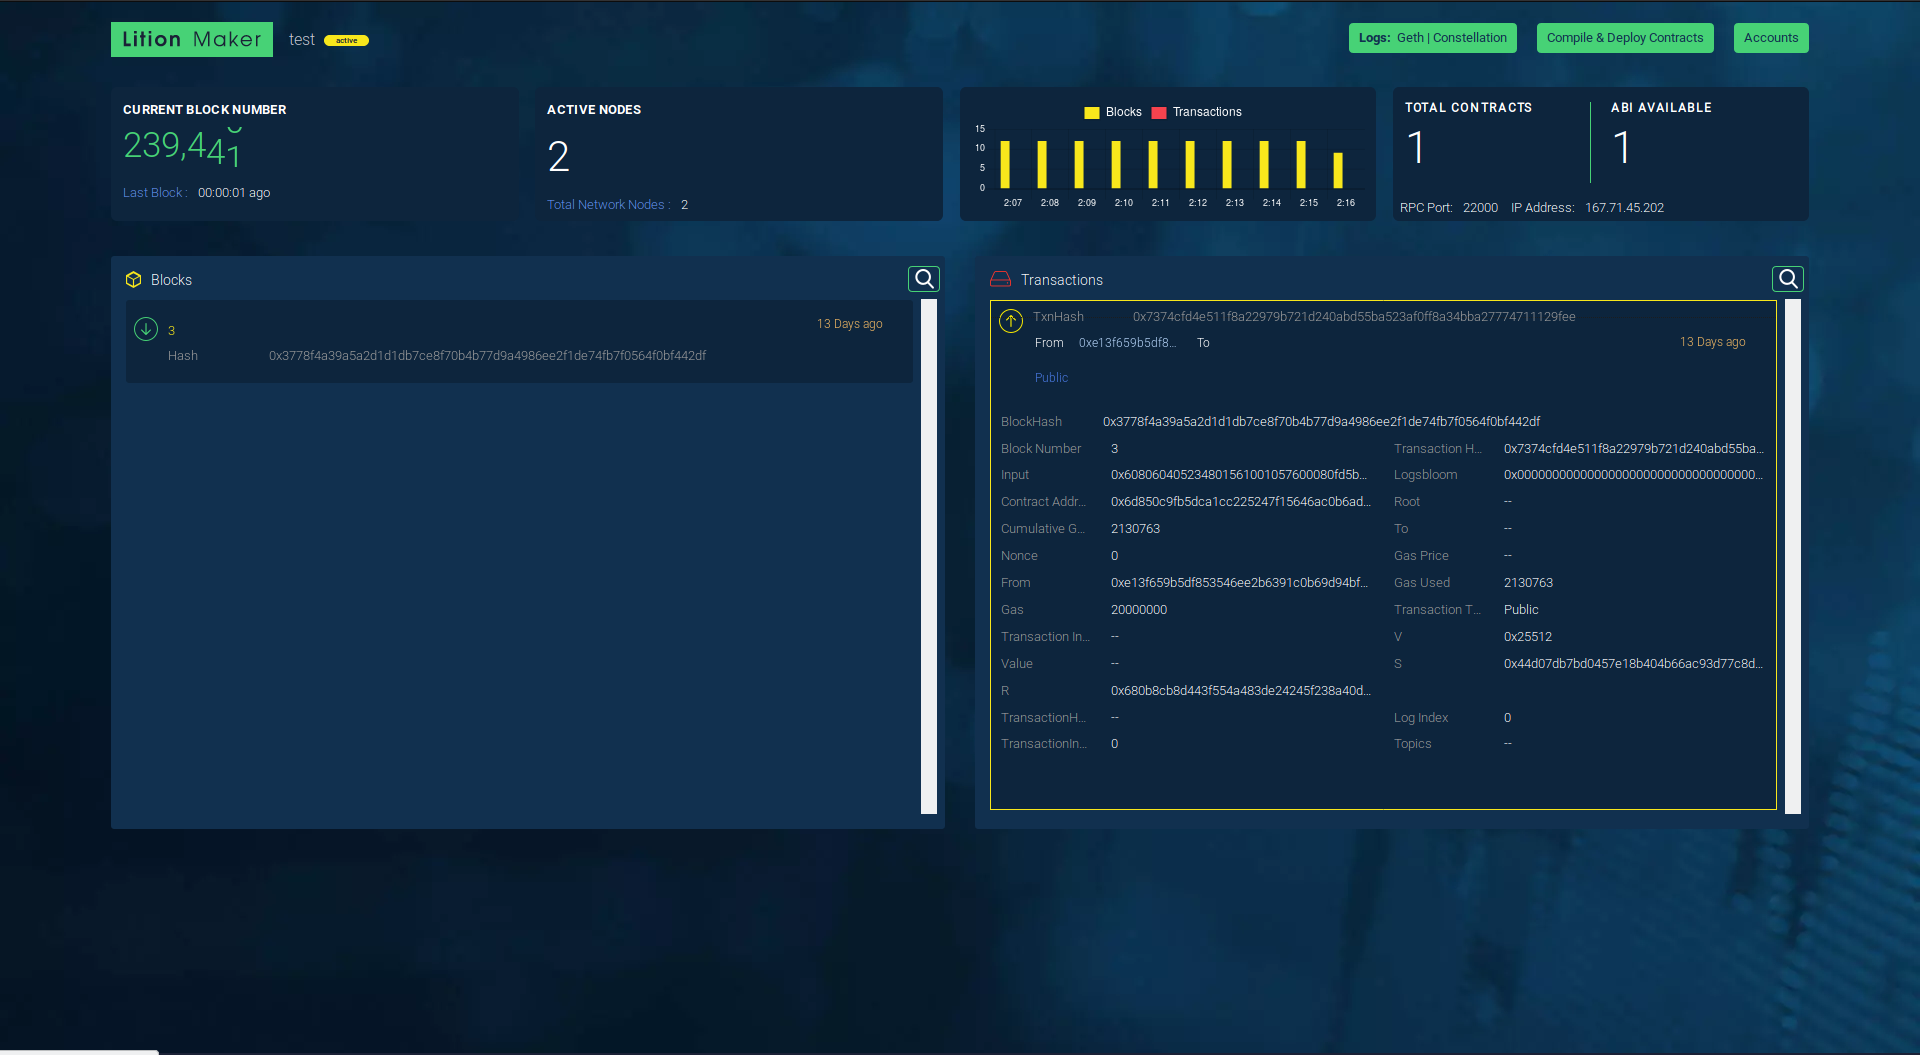 Lition Maker test active
Logs: Geth | Constellation
Compile & Deploy Contracts
Accounts
CURRENT BLOCK NUMBER
239,441
Last Block : 00:00:01 ago
ACTIVE NODES
2
Total Network Nodes : 2
Blocks Transactions
15
10
5
0
2:07 2:08 2:09 2:10 2:11 2:12 2:13 2:14 2:15 2:16
TOTAL CONTRACTS
1
ABI AVAILABLE
1
RPC Port: 22000 IP Address: 167.71.45.202
Blocks
3
13 Days ago
Hash 0x3778f4a39a5a2d1d1db7ce8f70b4b77d9a4986ee2f1de74fb7f0564f0bf442df
Transactions
TxnHash 0x7374cfd4e511f8a22979b721d240abd55ba523af0ff8a34bba27774711129fee
From 0xe13f659b5df8... To
13 Days ago
Public
BlockHash 0x3778f4a39a5a2d1d1db7ce8f70b4b77d9a4986ee2f1de74fb7f0564f0bf442df
Block Number 3 Transaction H... 0x7374cfd4e511f8a22979b721d240abd55ba...
Input 0x608060405234801561001057600080fd5b... Logsbloom 0x0000000000000000000000000000000000...
Contract Addr... 0x6d850c9fb5dca1cc225247f15646ac0b6ad... Root --
Cumulative G... 2130763 To --
Nonce 0 Gas Price --
From 0xe13f659b5df853546ee2b6391c0b69d94bf... Gas Used 2130763
Gas 20000000 Transaction T... Public
Transaction In... -- V 0x25512
Value -- S 0x44d07db7bd0457e18b404b66ac93d77c8d...
R 0x680b8cb8d443f554a483de24245f238a40d...
TransactionH... -- Log Index 0
TransactionIn... 0 Topics --